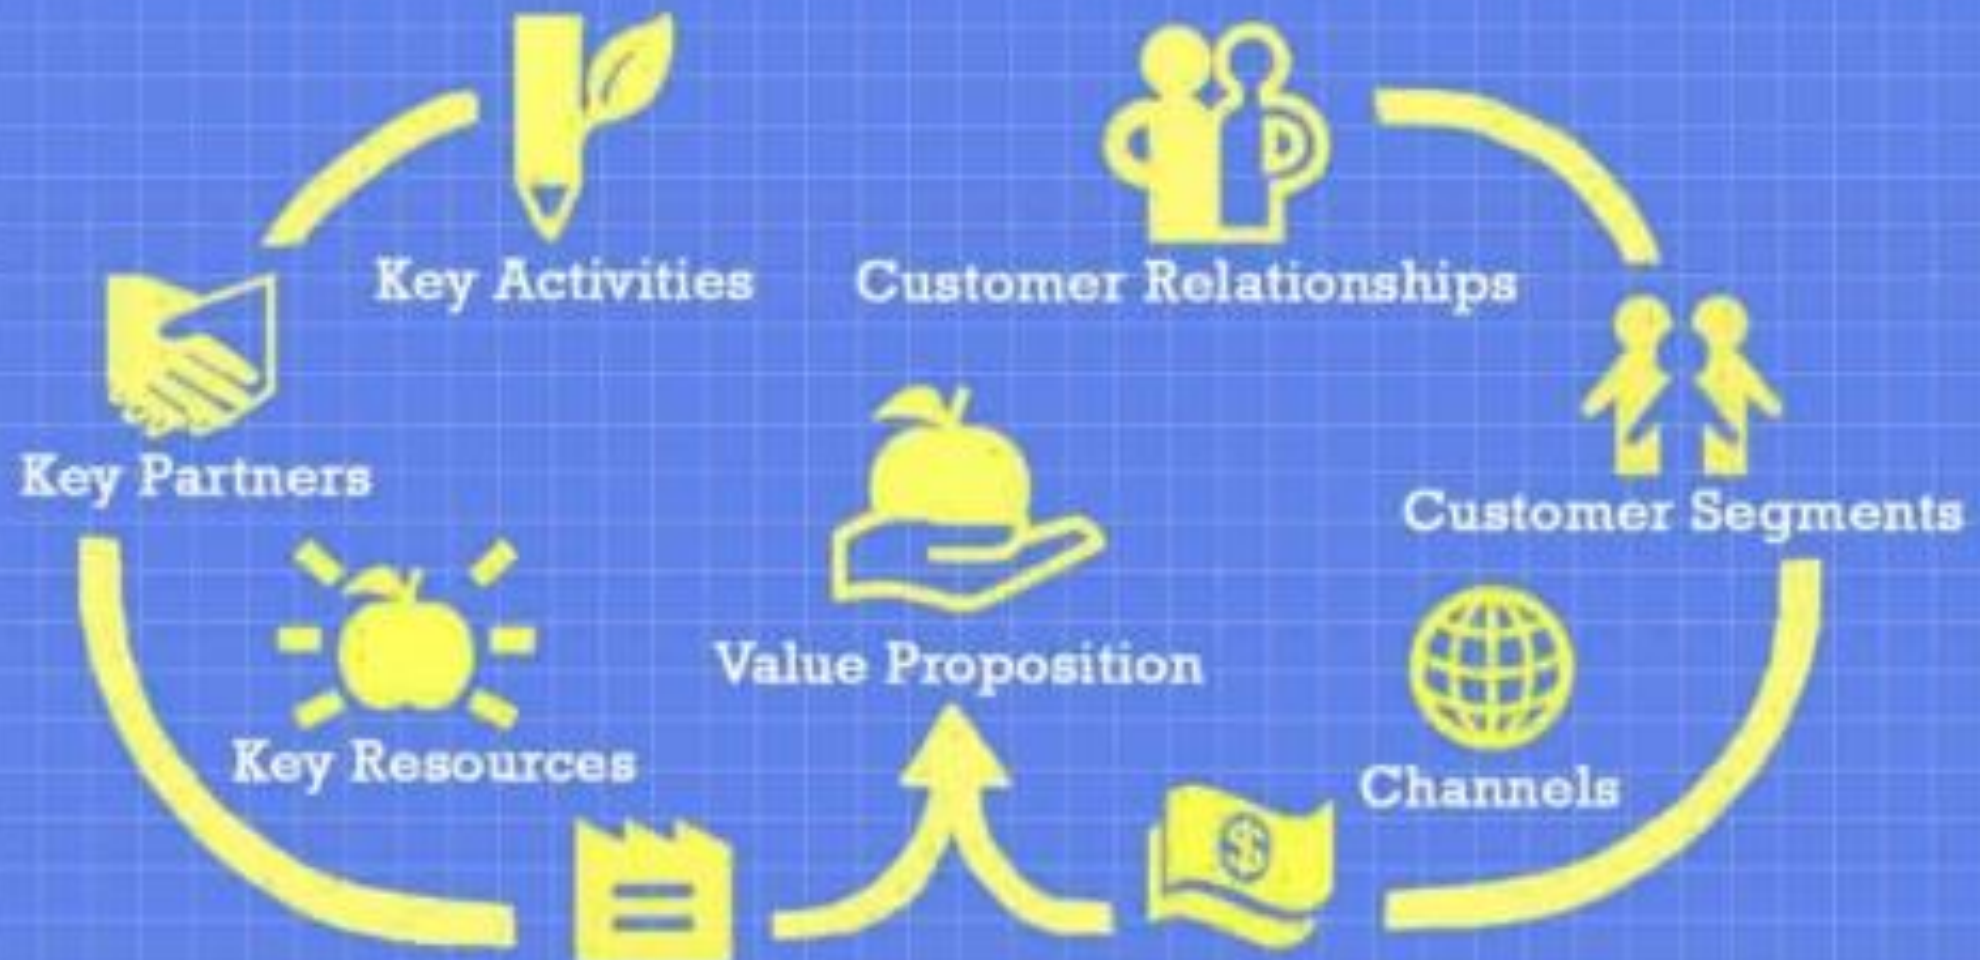 Key Activities
Customer Relationships
Key Partners
Customer Segments
Value Proposition
Key Resources
Channels
$